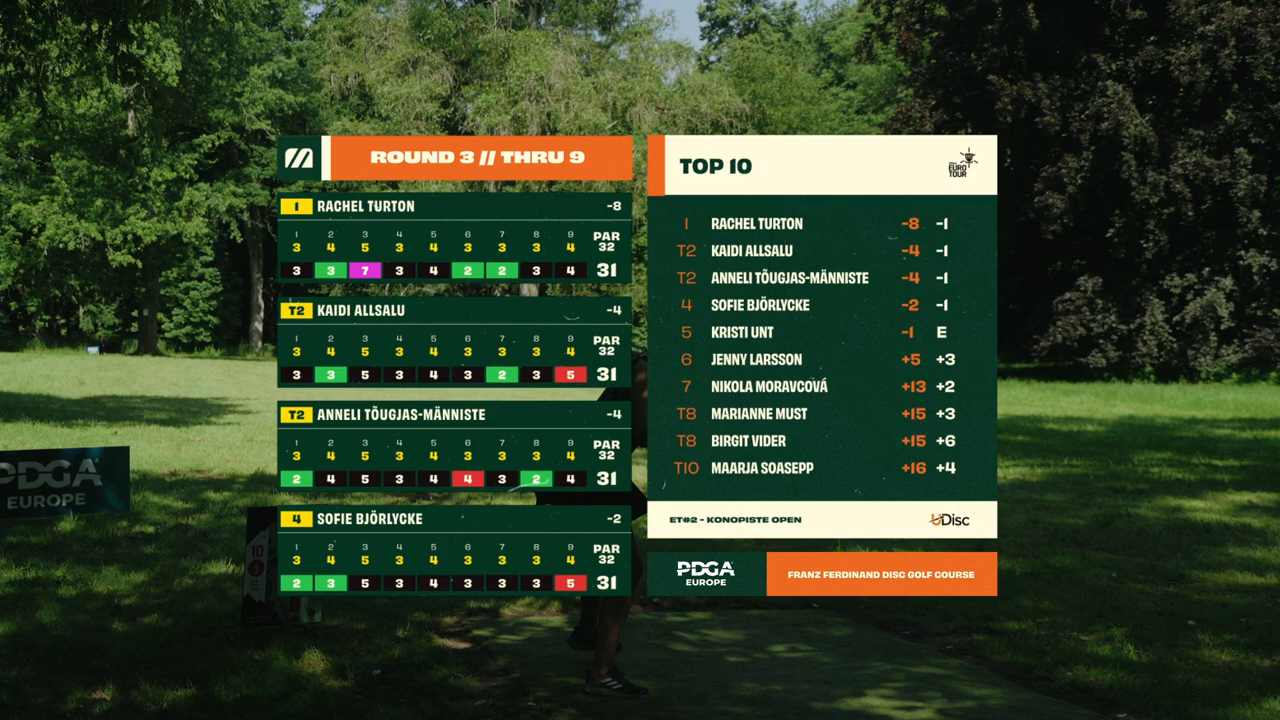 ROUND 3 // THRU 9
1 RACHEL TURTON -8
1 2 3 4 5 6 7 8 9 PAR
3 4 5 3 4 3 3 3 4 32
3 3 7 3 4 2 2 3 4 31
T2 KAIDI ALLSALU -4
1 2 3 4 5 6 7 8 9 PAR
3 4 5 3 4 3 3 3 4 32
3 3 5 3 4 3 2 3 5 31
T2 ANNELI TÕUGJAS-MÄNNISTE -4
1 2 3 4 5 6 7 8 9 PAR
3 4 5 3 4 3 3 3 4 32
2 4 5 3 4 4 3 2 4 31
4 SOFIE BJÖRLYCKE -2
1 2 3 4 5 6 7 8 9 PAR
3 4 5 3 4 3 3 3 4 32
2 3 5 3 4 3 3 3 5 31
TOP 10
EURO
TOUR
1 RACHEL TURTON -8 -1
T2 KAIDI ALLSALU -4 -1
T2 ANNELI TÕUGJAS-MÄNNISTE -4 -1
4 SOFIE BJÖRLYCKE -2 -1
5 KRISTI UNT -1 E
6 JENNY LARSSON +5 +3
7 NIKOLA MORAVCOVÁ +13 +2
T8 MARIANNE MUST +15 +3
T8 BIRGIT VIDER +15 +6
T10 MAARJA SOASEPP +16 +4
ET#2 - KONOPISTE OPEN
UDisc
PDGA
EUROPE
FRANZ FERDINAND DISC GOLF COURSE
PDGA
EUROPE
10